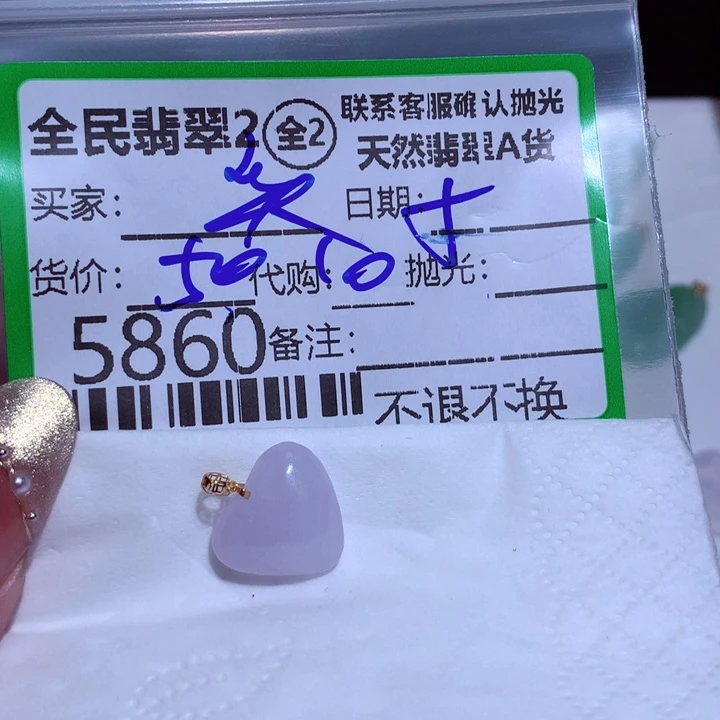 全民翡翠2 全2
联系客服确认抛光
天然翡翠A货
买家: 日期:
货价: 50 代购: 10 抛光:
5860 备注:
不退不换